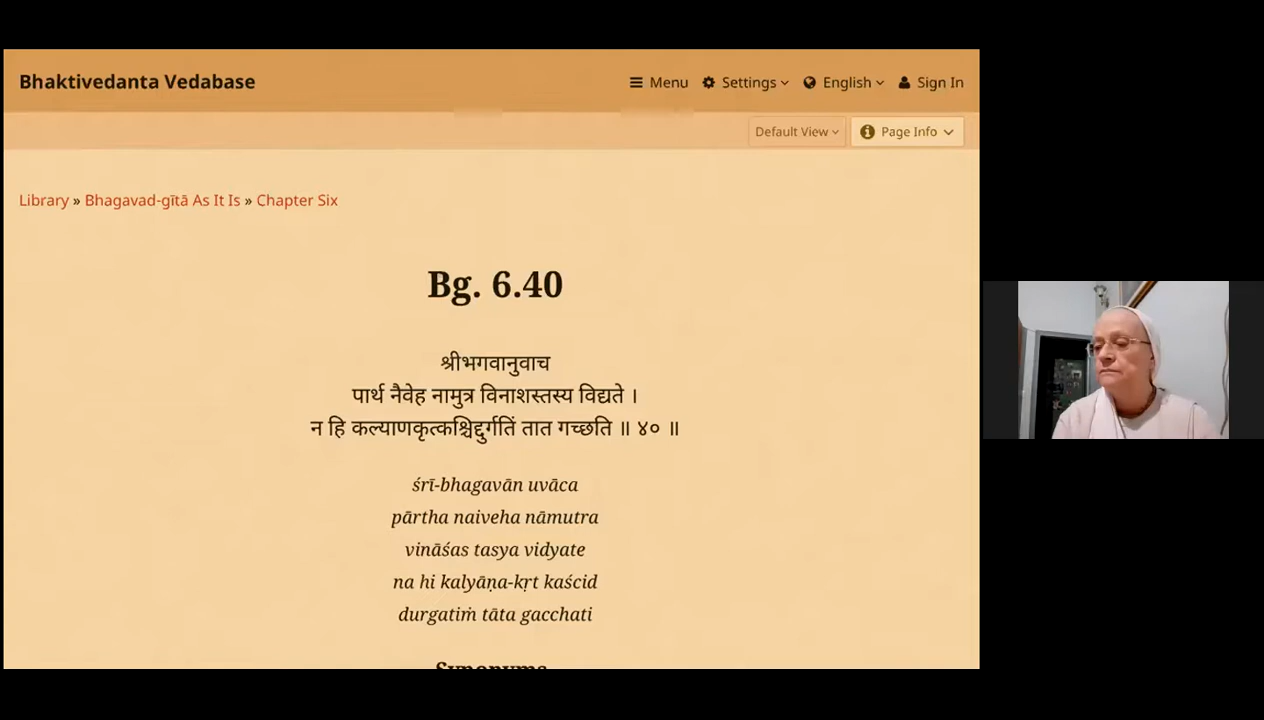 Bhaktivedanta Vedabase
Menu Settings English Sign In
Default View Page Info
Library » Bhagavad-gītā As It Is » Chapter Six
Bg. 6.40
श्रीभगवानुवाच
पार्थ नैवेह नामुत्र विनाशस्तस्य विद्यते ।
न हि कल्याणकृत्कश्चिद्दुर्गतिं तात गच्छति ॥ ४० ॥
śrī-bhagavān uvāca
pārtha naiveha nāmutra
vināśas tasya vidyate
na hi kalyāṇa-kṛt kaścid
durgatiṁ tāta gacchati
Synonyms